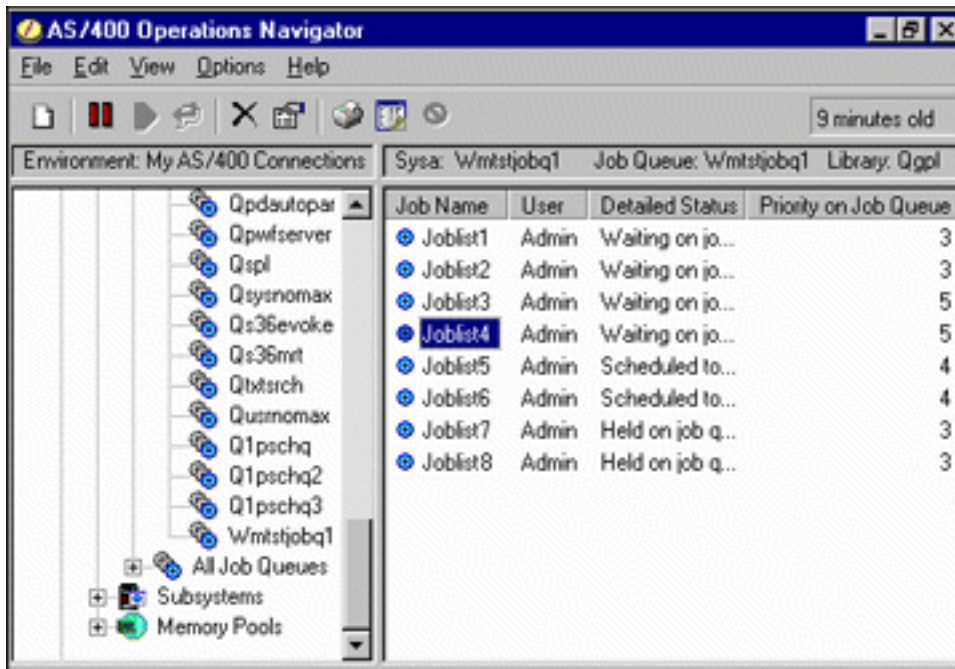 AS/400 Operations Navigator
File Edit View Options Help
9 minutes old
Environment: My AS/400 Connections
Sysa: Wmtstjobq1 Job Queue: Wmtstjobq1 Library: Qgpl
Qpdautopar
Qpwfserver
Qspl
Qsysnomax
Qs36evoke
Qs36mrt
Qtxtsrch
Qusrnomax
Q1pschq
Q1pschq2
Q1pschq3
Wmtstjobq1
All Job Queues
Subsystems
Memory Pools
Job Name User Detailed Status Priority on Job Queue
Joblist1 Admin Waiting on jo... 3
Joblist2 Admin Waiting on jo... 3
Joblist3 Admin Waiting on jo... 5
Joblist4 Admin Waiting on jo... 5
Joblist5 Admin Scheduled to... 4
Joblist6 Admin Scheduled to... 4
Joblist7 Admin Held on job q... 3
Joblist8 Admin Held on job q... 3